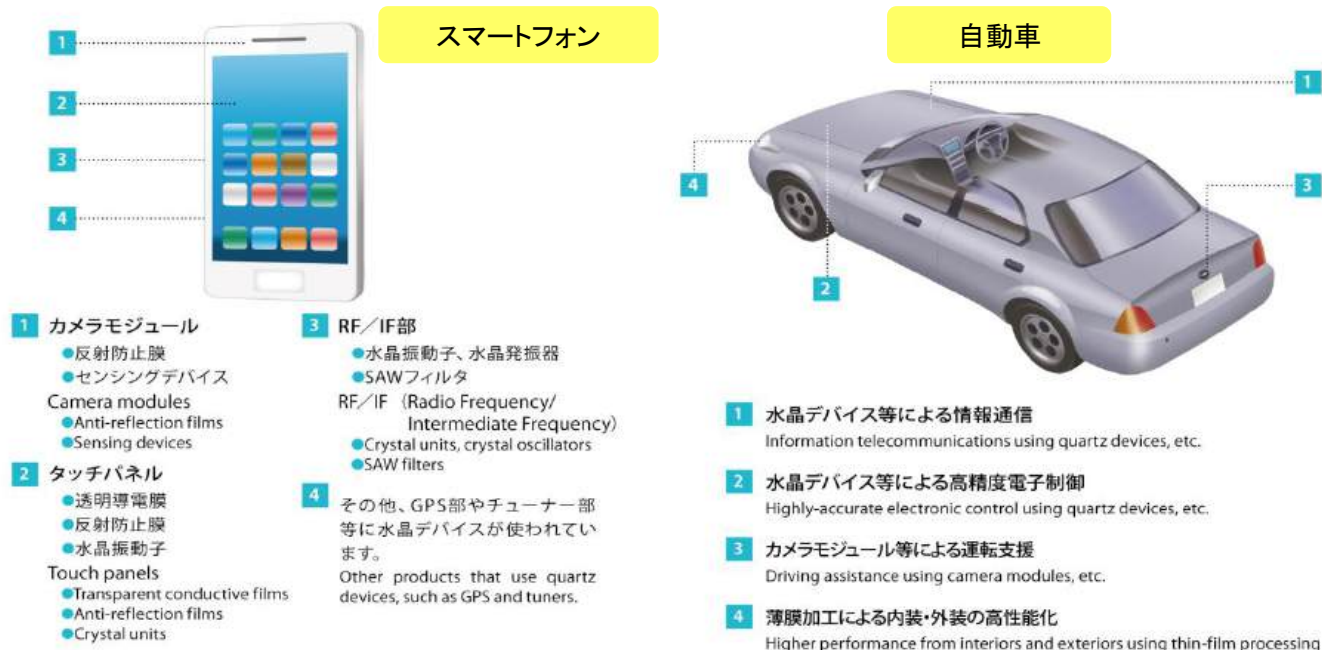 スマートフォン
1
2
3
4
1 カメラモジュール
●反射防止膜
●センシングデバイス
Camera modules
●Anti-reflection films
●Sensing devices
2 タッチパネル
●透明導電膜
●反射防止膜
●水晶振動子
Touch panels
●Transparent conductive films
●Anti-reflection films
●Crystal units
3 RF／IF部
●水晶振動子、水晶発振器
●SAWフィルタ
RF／IF （Radio Frequency/
Intermediate Frequency）
●Crystal units, crystal oscillators
●SAW filters
4 その他、GPS部やチューナー部
等に水晶デバイスが使われてい
ます。
Other products that use quartz
devices, such as GPS and tuners.
自動車
1
4
3
2
1 水晶デバイス等による情報通信
Information telecommunications using quartz devices, etc.
2 水晶デバイス等による高精度電子制御
Highly-accurate electronic control using quartz devices, etc.
3 カメラモジュール等による運転支援
Driving assistance using camera modules, etc.
4 薄膜加工による内装・外装の高性能化
Higher performance from interiors and exteriors using thin-film processing